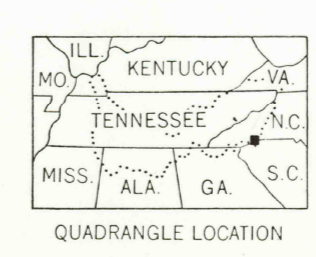 ILL.
MO. KENTUCKY VA.
TENNESSEE N.C.
MISS. ALA. GA. S.C.
QUADRANGLE LOCATION